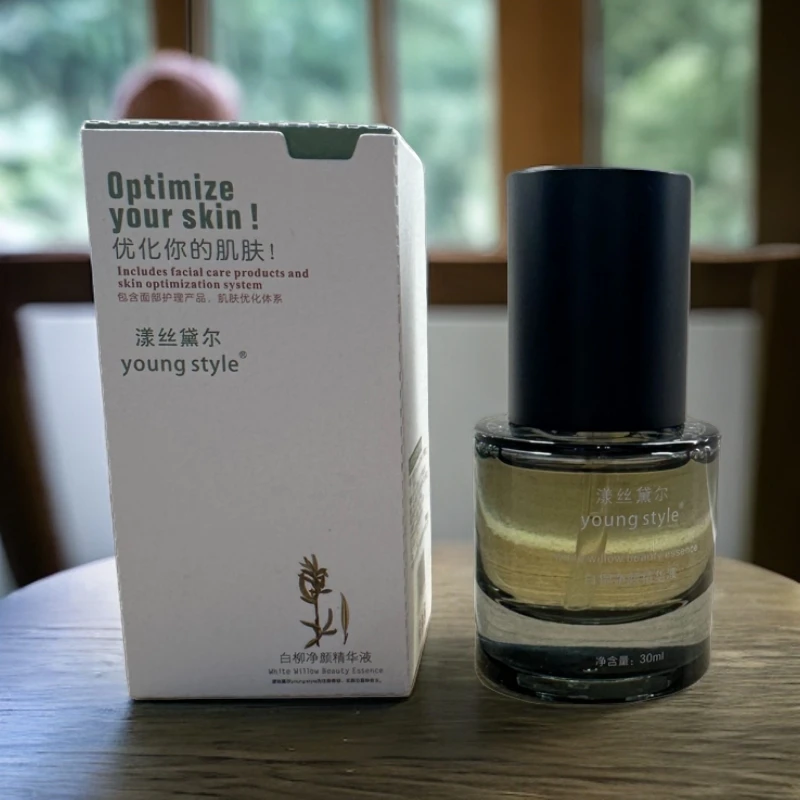 Optimize
your skin !
优化你的肌肤!
Includes facial care products and
skin optimization system
包含面部护理产品、肌肤优化体系
漾丝黛尔
young style®
白柳净颜精华液
White Willow Beauty Essence
漾丝黛尔
young style®
净含量: 30ml